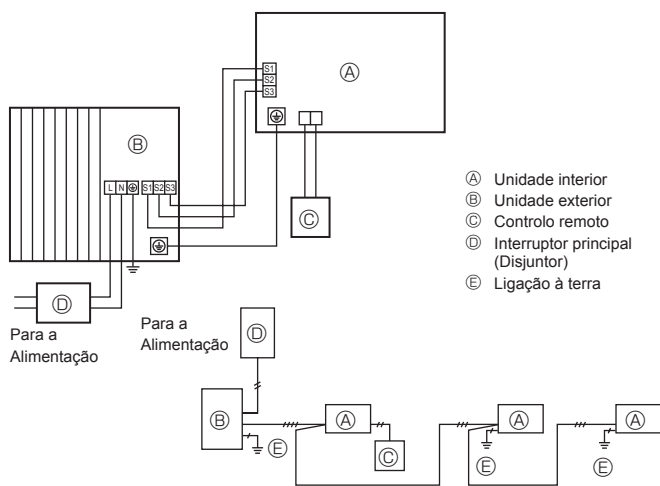 S1
S2
S3
Ⓐ
Ⓑ
L N S1 S2 S3
Ⓒ
Ⓓ
Para a
Alimentação
Ⓐ Unidade interior
Ⓑ Unidade exterior
Ⓒ Controlo remoto
Ⓓ Interruptor principal
(Disjuntor)
Ⓔ Ligação à terra
Para a
Alimentação
Ⓓ
Ⓑ
Ⓔ
Ⓐ
Ⓒ
Ⓐ
Ⓔ
Ⓐ
Ⓔ